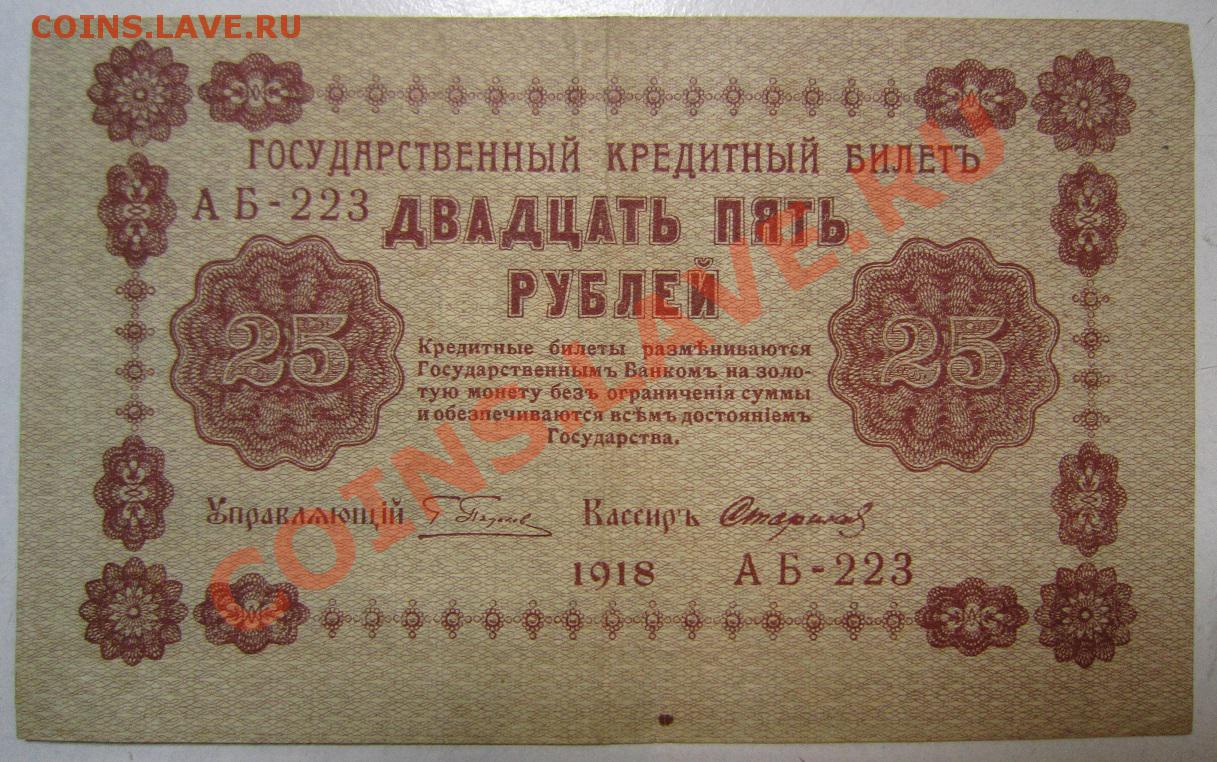 COINS.LAVE.RU
ГОСУДАРСТВЕННЫЙ КРЕДИТНЫЙ БИЛЕТЪ
АБ-223
ДВАДЦАТЬ ПЯТЬ
РУБЛЕЙ
25
25
Кредитные билеты размѣниваются
Государственнымъ Банкомъ на золо-
тую монету безъ ограниченія суммы
и обезпечиваются всѣмъ достояніемъ
Государства.
Управляющій
Кассиръ
1918 АБ-223
COINS.LAVE.RU